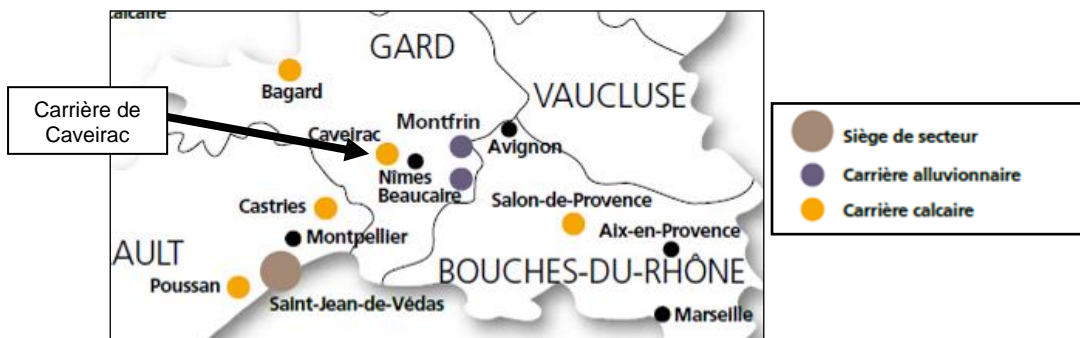 calcaire
GARD
Bagard
VAUCLUSE
Carrière de
Caveirac
Caveirac
Montfrin
Avignon
Nîmes
Beaucaire
Castries
Salon-de-Provence
Montpellier
Aix-en-Provence
AULT
BOUCHES-DU-RHÔNE
Poussan
Saint-Jean-de-Védas
Marseille
Siège de secteur
Carrière alluvionnaire
Carrière calcaire